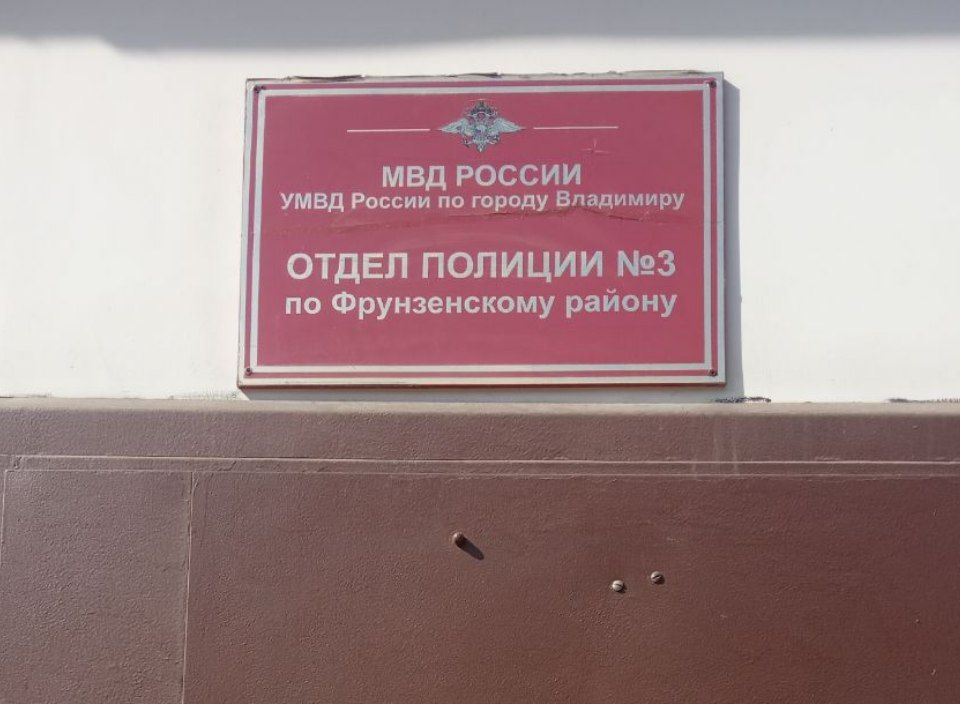 МВД РОССИИ
УМВД России по городу Владимиру
ОТДЕЛ ПОЛИЦИИ №3
по Фрунзенскому району